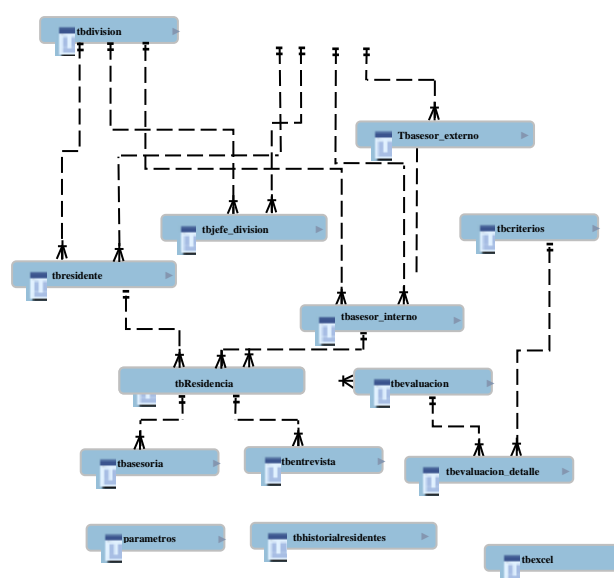 tbdivision
Tbasesor_externo
tbjefe_division
tbcriterios
tbresidente
tbasesor_interno
tbResidencia
tbevaluacion
tbasesoria
tbentrevista
tbevaluacion_detalle
parametros
tbhistorialresidentes
tbexcel